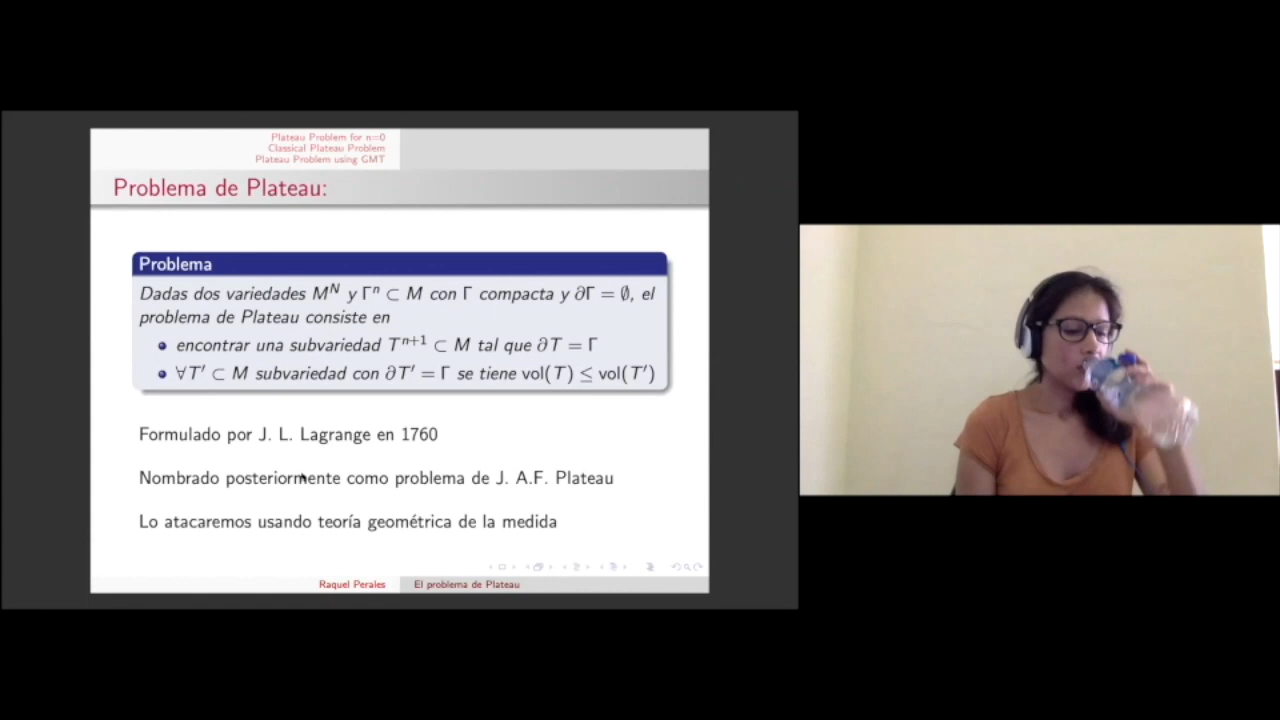 Plateau Problem for n=0
Classical Plateau Problem
Plateau Problem using GMT
Problema de Plateau:
Problema
Dadas dos variedades Mᴺ y Γⁿ ⊂ M con Γ compacta y ∂Γ = ∅, el
problema de Plateau consiste en
encontrar una subvariedad Tⁿ⁺¹ ⊂ M tal que ∂T = Γ
∀T′ ⊂ M subvariedad con ∂T′ = Γ se tiene vol(T) ≤ vol(T′)
Formulado por J. L. Lagrange en 1760
Nombrado posteriormente como problema de J. A.F. Plateau
Lo atacaremos usando teoría geométrica de la medida
Raquel Perales
El problema de Plateau